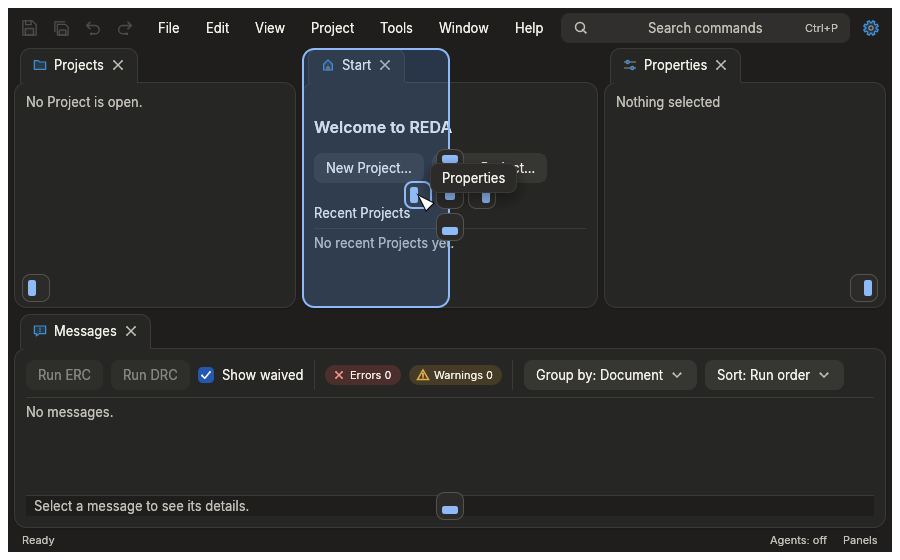 File Edit View Project Tools Window Help Search commands Ctrl+P
Projects Start Properties
No Project is open.
Nothing selected
Welcome to REDA
New Project...
Properties
Recent Projects
No recent Projects yet.
Messages
Run ERC Run DRC Show waived Errors 0 Warnings 0 Group by: Document Sort: Run order
No messages.
Select a message to see its details.
Ready Agents: off Panels